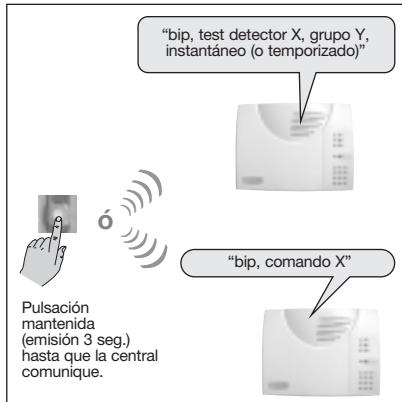 “bip, test detector X, grupo Y,
instantáneo (o temporizado)”
ó
“bip, comando X”
Pulsación
mantenida
(emisión 3 seg.)
hasta que la central
comunique.